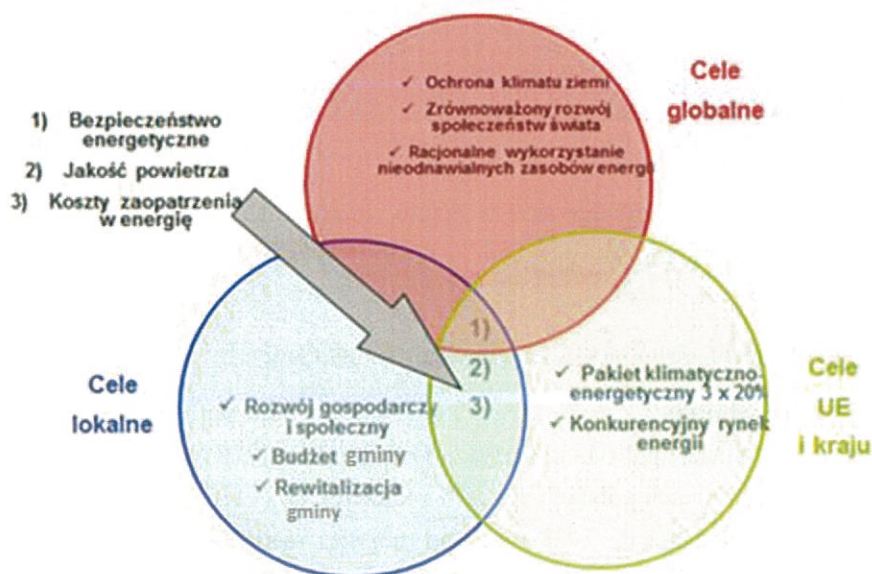 Cele
globalne
✓ Ochrona klimatu ziemi
✓ Zrównoważony rozwój
społeczeństw świata
✓ Racjonalne wykorzystanie
nieodnawialnych zasobów energii
1) Bezpieczeństwo
energetyczne
2) Jakość powietrza
3) Koszty zaopatrzenia
w energię
1)
2)
3)
Cele
lokalne
✓ Rozwój gospodarczy
i społeczny
✓ Budżet gminy
✓ Rewitalizacja
gminy
✓ Pakiet klimatyczno-
energetyczny 3 x 20%
✓ Konkurencyjny rynek
energii
Cele
UE
i kraju